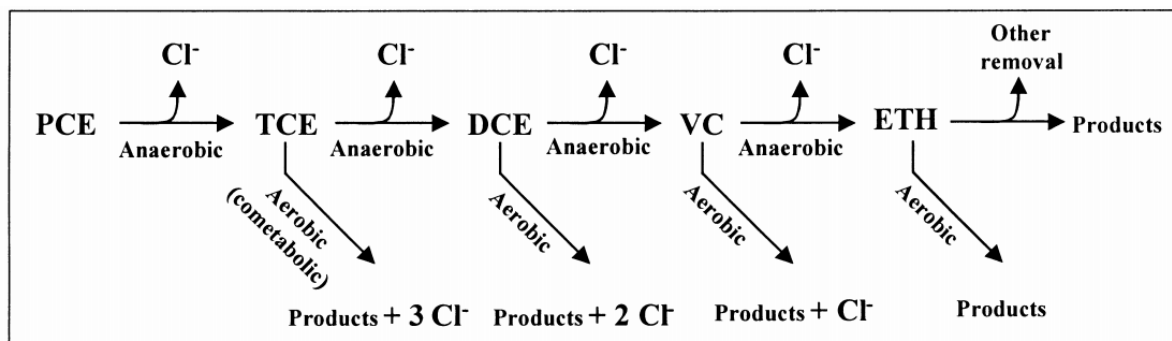 Cl- Cl- Cl- Cl- Other
removal
PCE TCE DCE VC ETH Products
Anaerobic Anaerobic Anaerobic Anaerobic
Aerobic
(cometabolic)
Aerobic
Aerobic
Aerobic
Products + 3 Cl- Products + 2 Cl- Products + Cl- Products